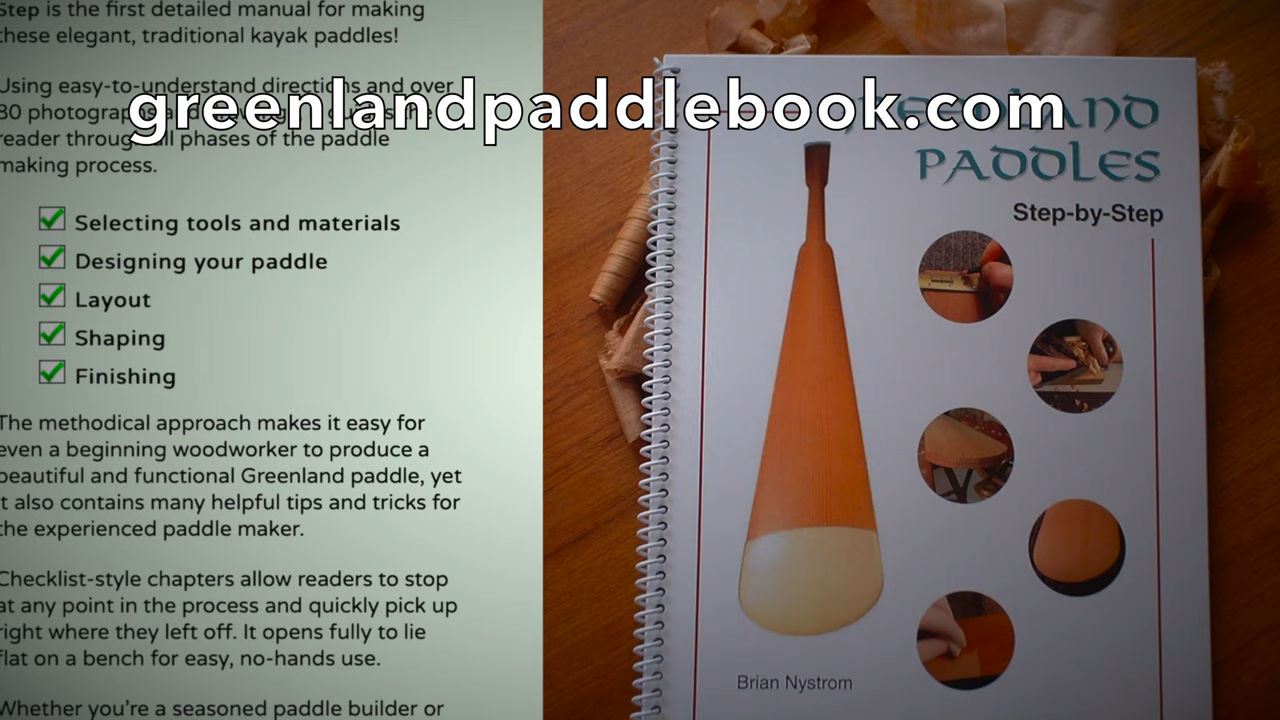 Step is the first detailed manual for making
these elegant, traditional kayak paddles!
Using easy-to-understand directions and over
80 photographs
reader through all phases of the paddle
making process.
Selecting tools and materials
Designing your paddle
Layout
Shaping
Finishing
The methodical approach makes it easy for
even a beginning woodworker to produce a
beautiful and functional Greenland paddle, yet
it also contains many helpful tips and tricks for
the experienced paddle maker.
Checklist-style chapters allow readers to stop
at any point in the process and quickly pick up
right where they left off. It opens fully to lie
flat on a bench for easy, no-hands use.
Whether you're a seasoned paddle builder or
greenlandpaddlebook.com
GREENLAND
PADDLES
Step-by-Step
Brian Nystrom